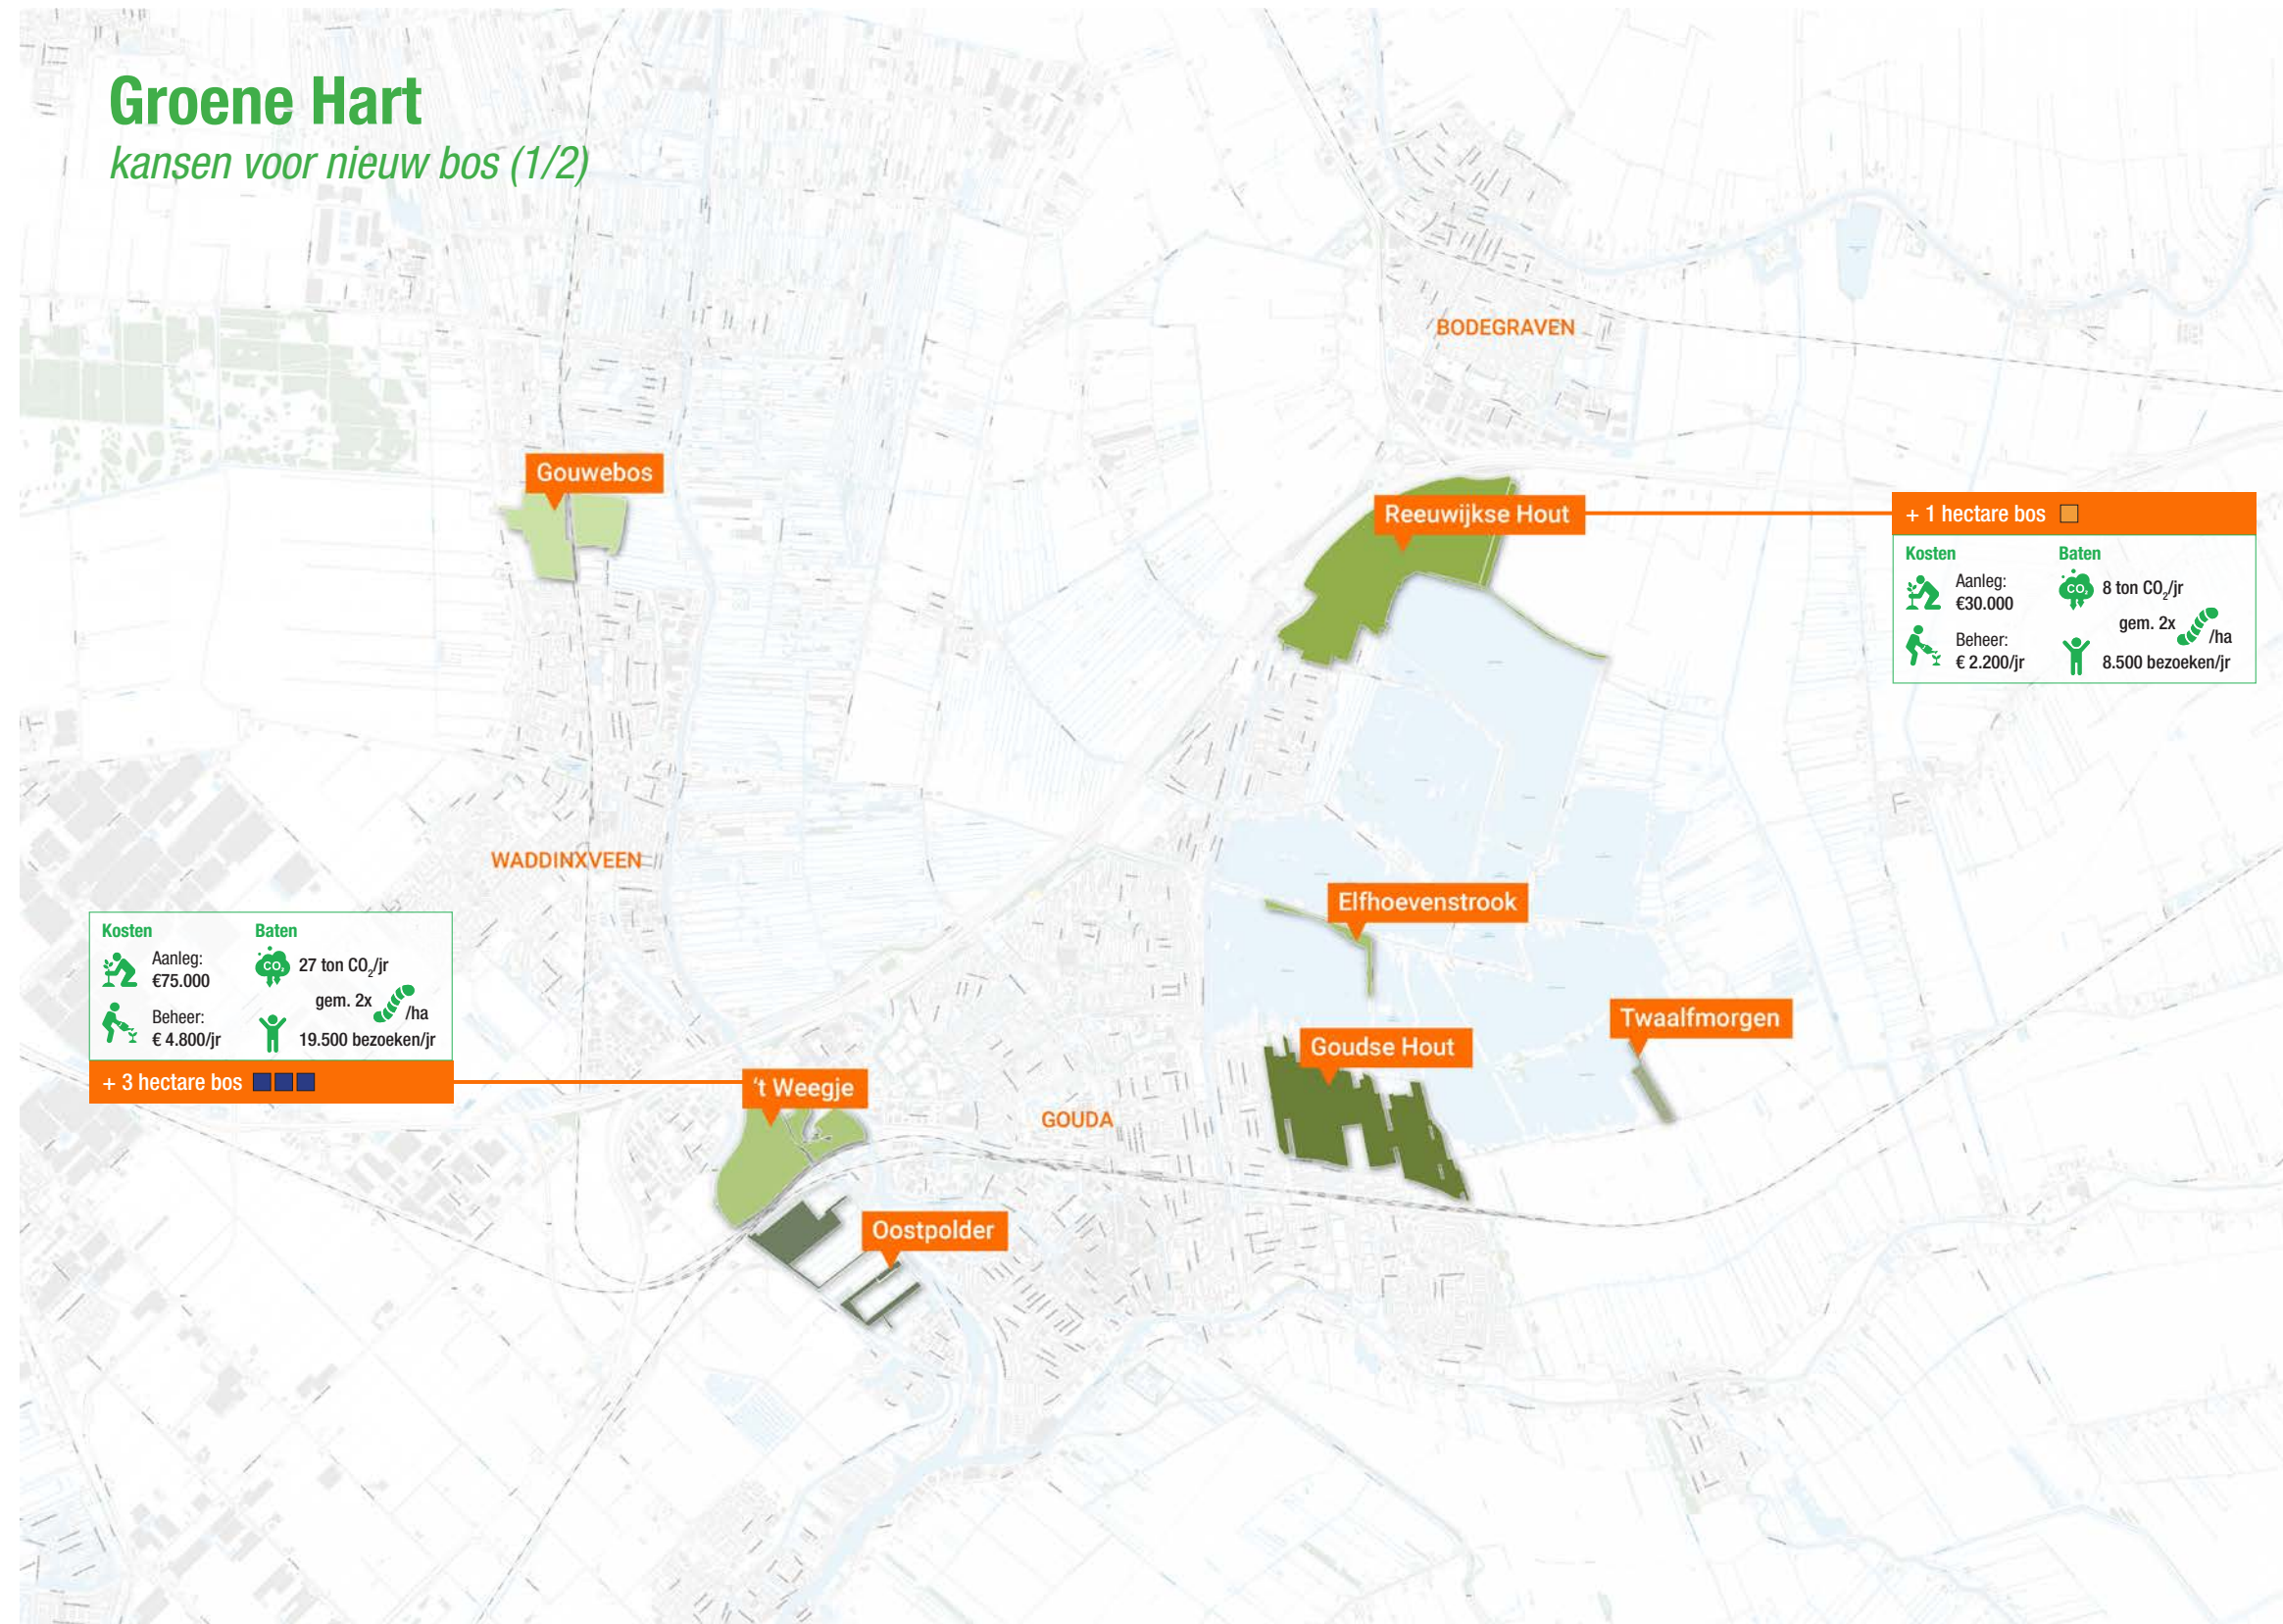 Groene Hart
kansen voor nieuw bos (1/2)
BODEGRAVEN
Gouwebos
Reeuwijkse Hout
+ 1 hectare bos
Kosten
Baten
Aanleg:
€30.000
CO₂
8 ton CO₂/jr
gem. 2x
/ha
Beheer:
€ 2.200/jr
8.500 bezoeken/jr
WADDINXVEEN
Elfhoevenstrook
Kosten
Baten
Aanleg:
€75.000
CO₂
27 ton CO₂/jr
gem. 2x
/ha
Beheer:
€ 4.800/jr
19.500 bezoeken/jr
+ 3 hectare bos
't Weegje
Twaalfmorgen
Goudse Hout
GOUDA
Oostpolder